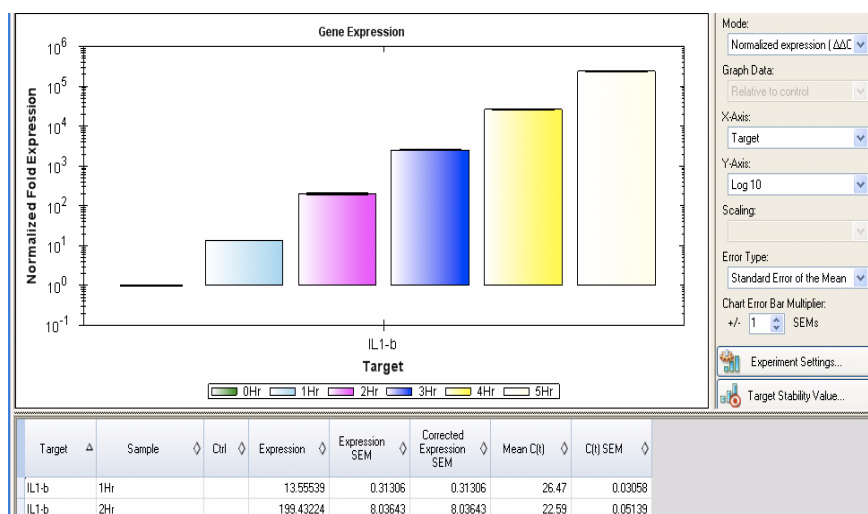 Gene Expression
Normalized Fold Expression
10^6
10^5
10^4
10^3
10^2
10^1
10^0
10^-1
IL1-b
Target
0Hr 1Hr 2Hr 3Hr 4Hr 5Hr
Mode:
Normalized expression ( ΔΔC
Graph Data:
Relative to control
X-Axis:
Target
Y-Axis:
Log 10
Scaling:
Error Type:
Standard Error of the Mean
Chart Error Bar Multiplier:
+/- 1 SEMs
Experiment Settings...
Target Stability Value...
Target Sample Ctrl Expression Expression SEM Corrected Expression SEM Mean C(t) C(t) SEM
IL1-b 1Hr 13.55539 0.31306 0.31306 26.47 0.03058
IL1-b 2Hr 199.43224 8.03643 8.03643 22.59 0.05139